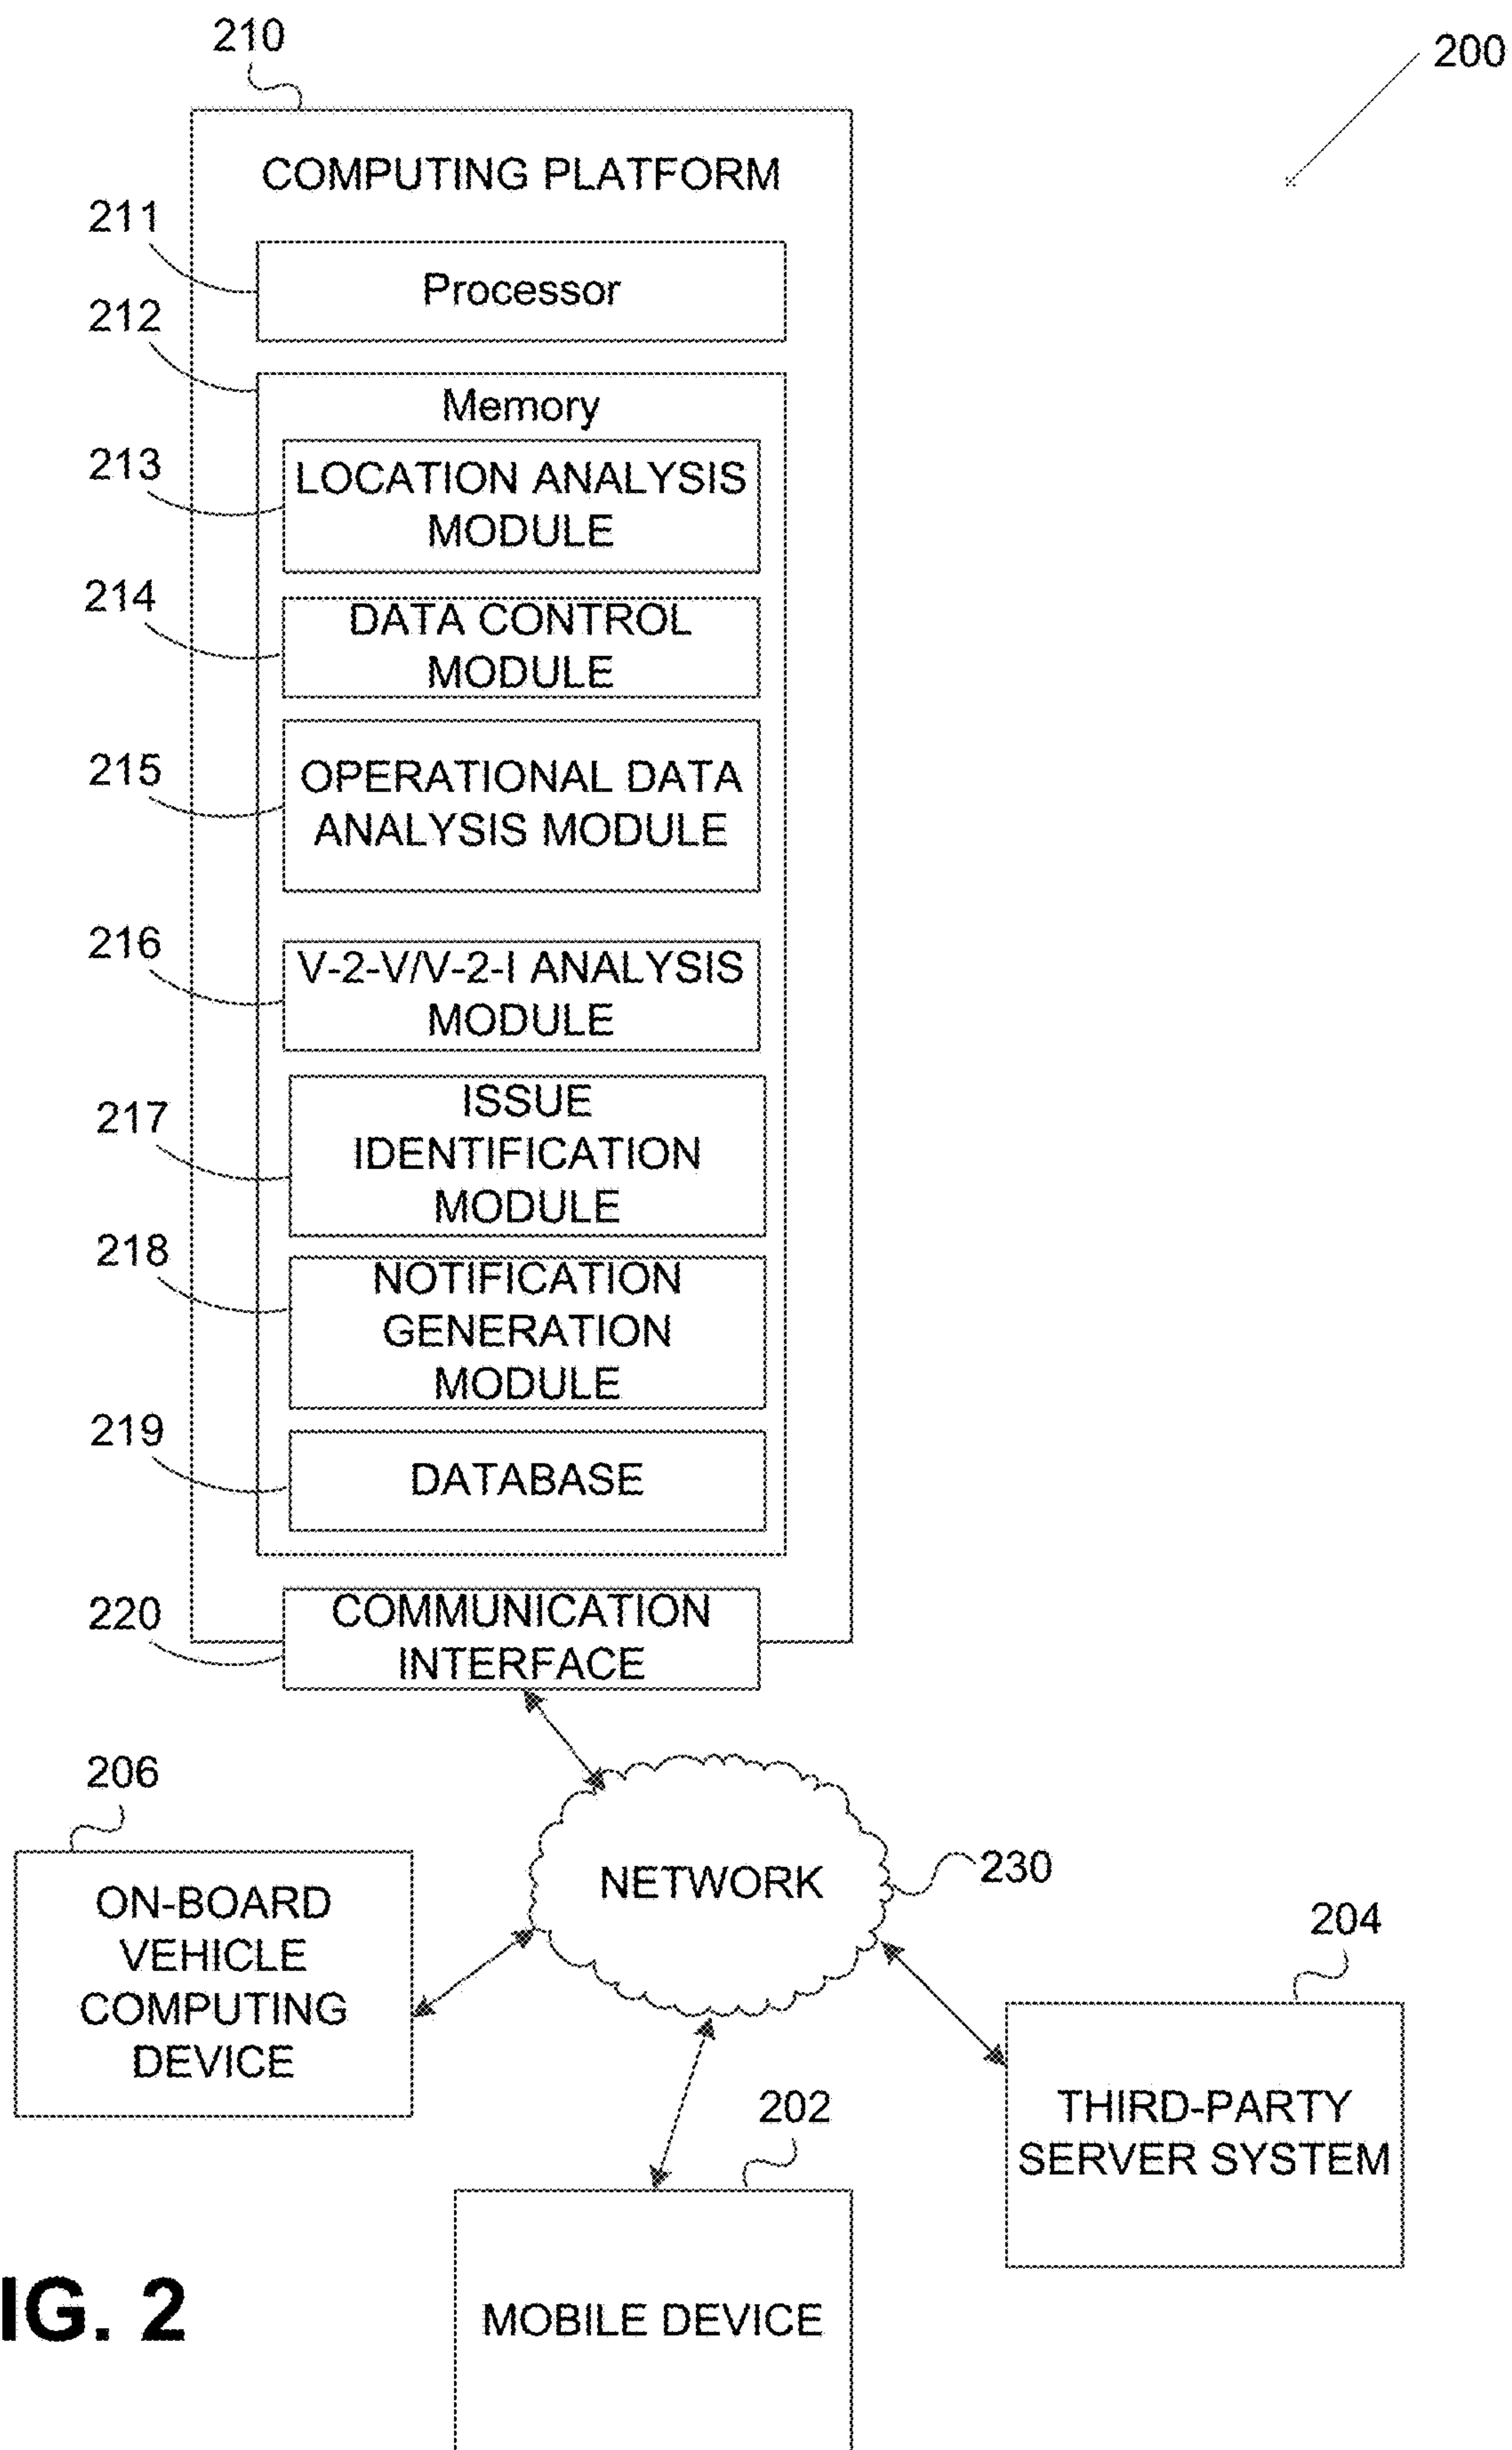 210
200
COMPUTING PLATFORM
211
Processor
212
Memory
213
LOCATION ANALYSIS
MODULE
214
DATA CONTROL
MODULE
215
OPERATIONAL DATA
ANALYSIS MODULE
216
V-2-V/V-2-I ANALYSIS
MODULE
217
ISSUE
IDENTIFICATION
MODULE
218
NOTIFICATION
GENERATION
MODULE
219
DATABASE
220
COMMUNICATION
INTERFACE
206
ON-BOARD
VEHICLE
COMPUTING
DEVICE
NETWORK
230
204
THIRD-PARTY
SERVER SYSTEM
202
MOBILE DEVICE
IG. 2